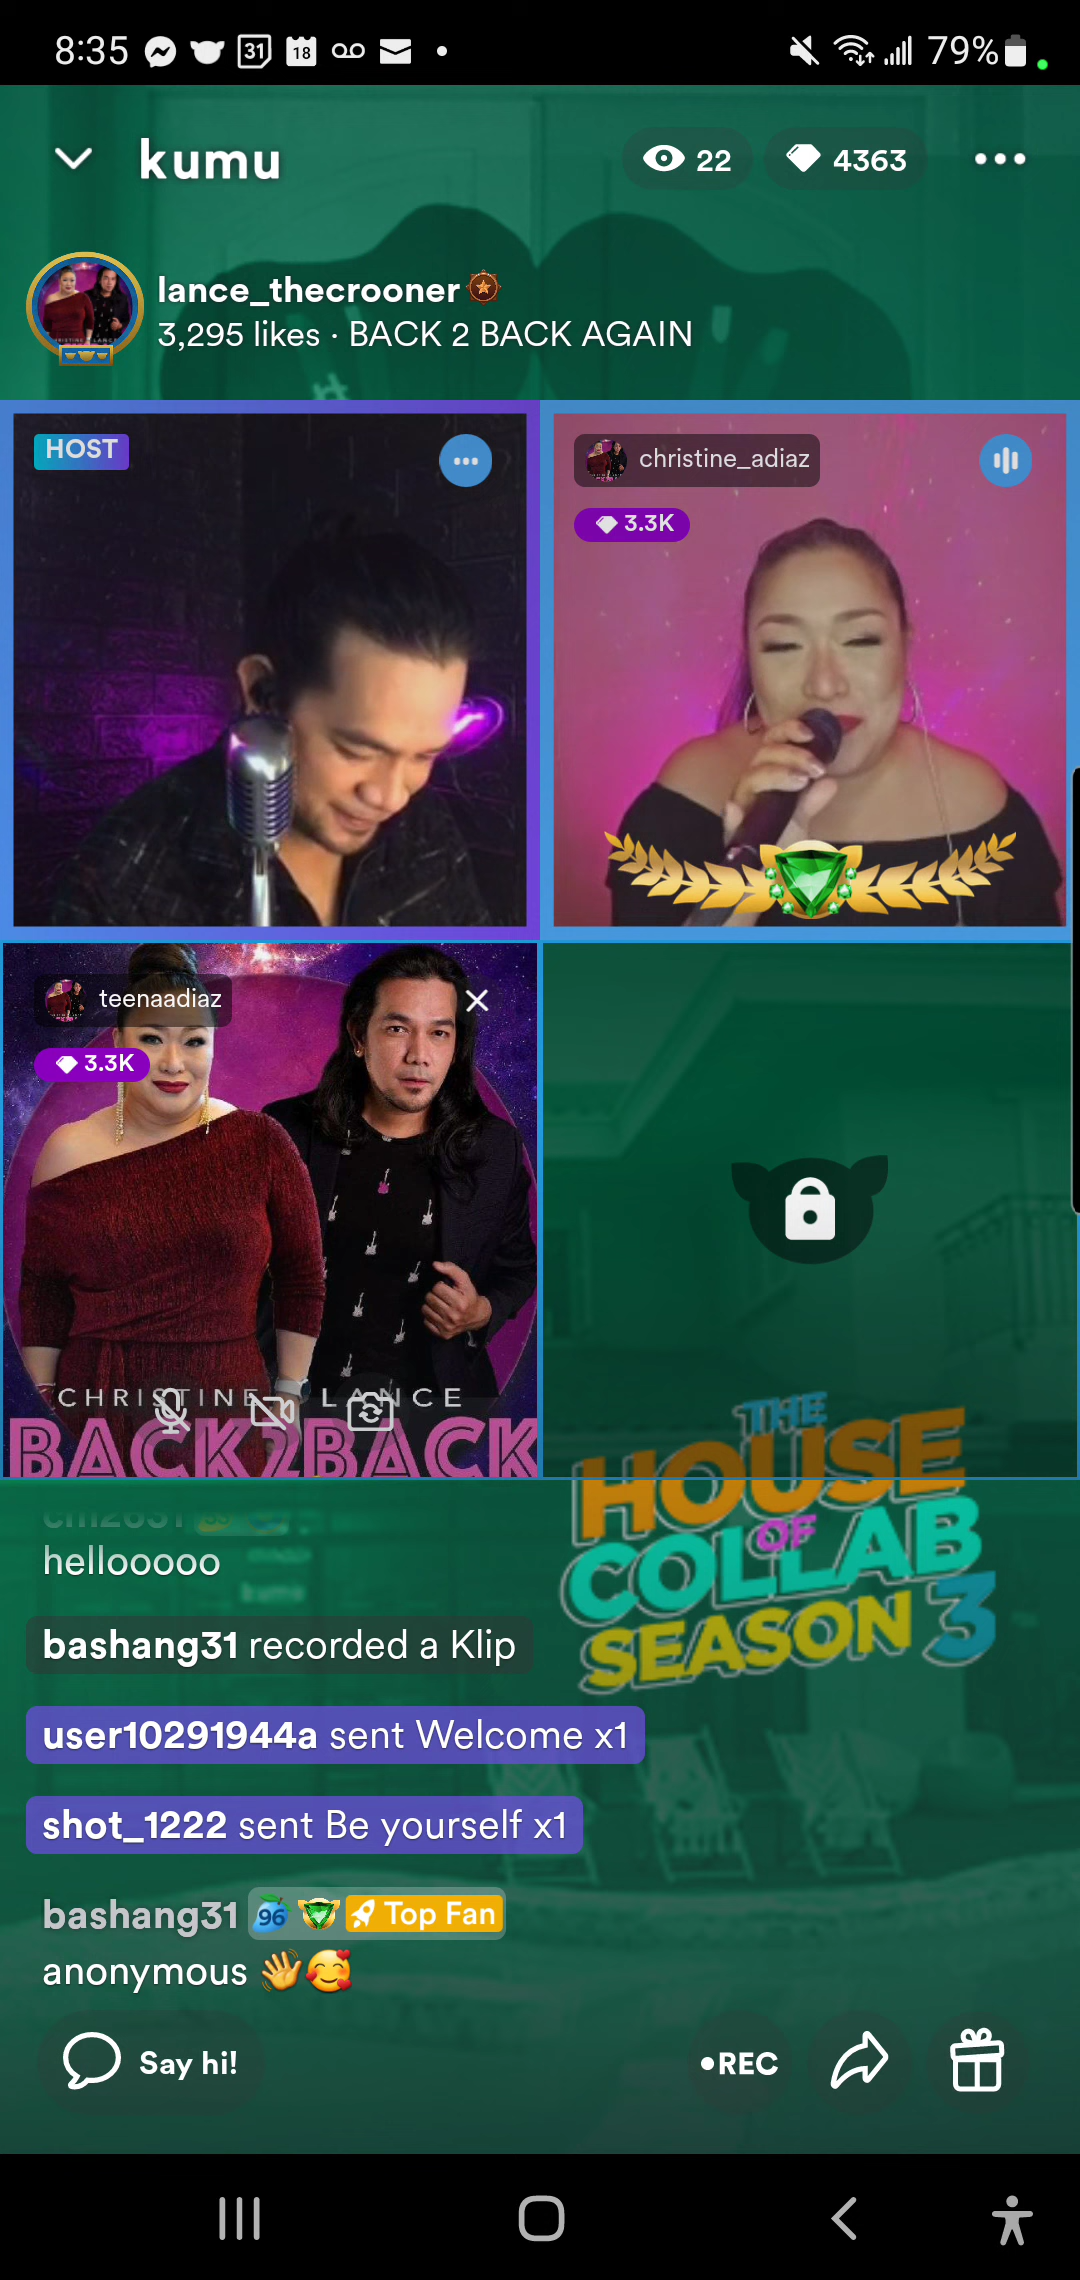 8:35 31 18 79%
kumu 22 4363
lance_thecrooner
3,295 likes · BACK 2 BACK AGAIN
HOST
christine_adiaz
3.3K
teenaadiaz
3.3K
CHRISTINE LANCE
BACK2BACK
THE
HOUSE
OF
COLLAB
SEASON 3
hellooooo
bashang31 recorded a Klip
user10291944a sent Welcome x1
shot_1222 sent Be yourself x1
bashang31 96 Top Fan
anonymous 👋🥰
Say hi! •REC